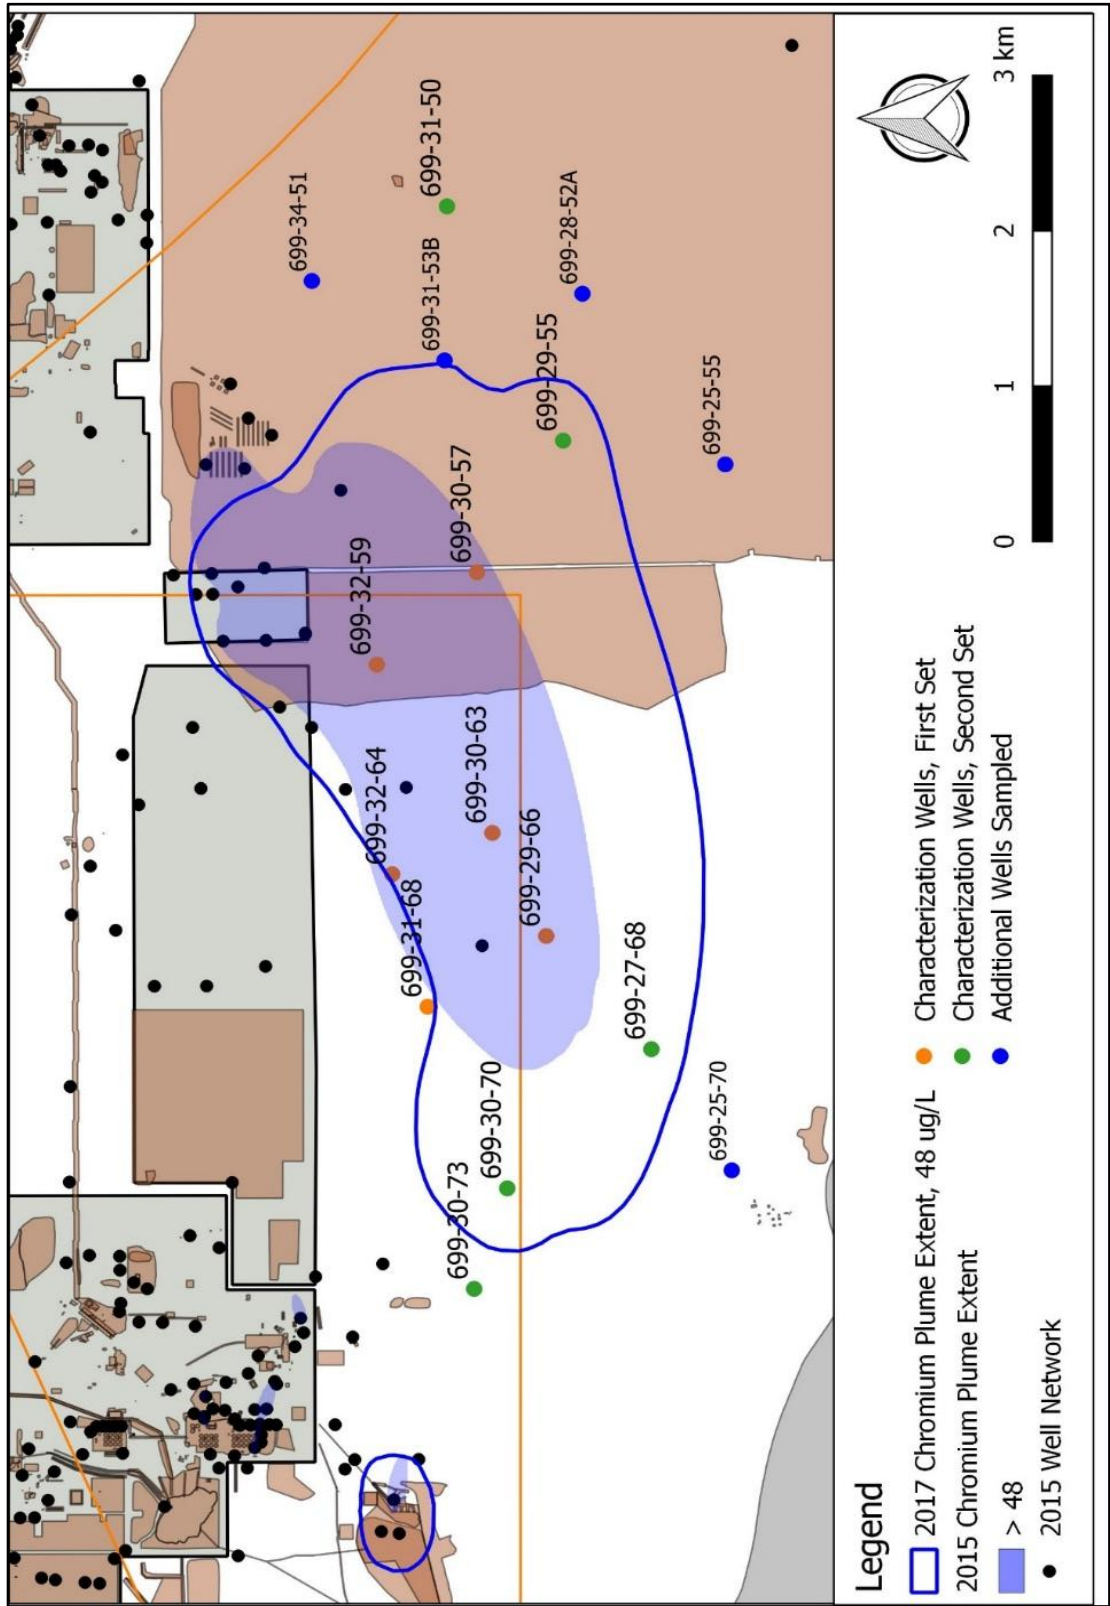 699-34-51
699-31-50
699-31-53B
699-28-52A
699-29-55
699-25-55
699-30-57
699-32-59
699-30-63
699-32-64
699-29-66
699-31-68
699-27-68
699-30-70
699-25-70
699-30-73
Legend
2017 Chromium Plume Extent, 48 ug/L
2015 Chromium Plume Extent
> 48
2015 Well Network
Characterization Wells, First Set
Characterization Wells, Second Set
Additional Wells Sampled
0 1 2 3 km